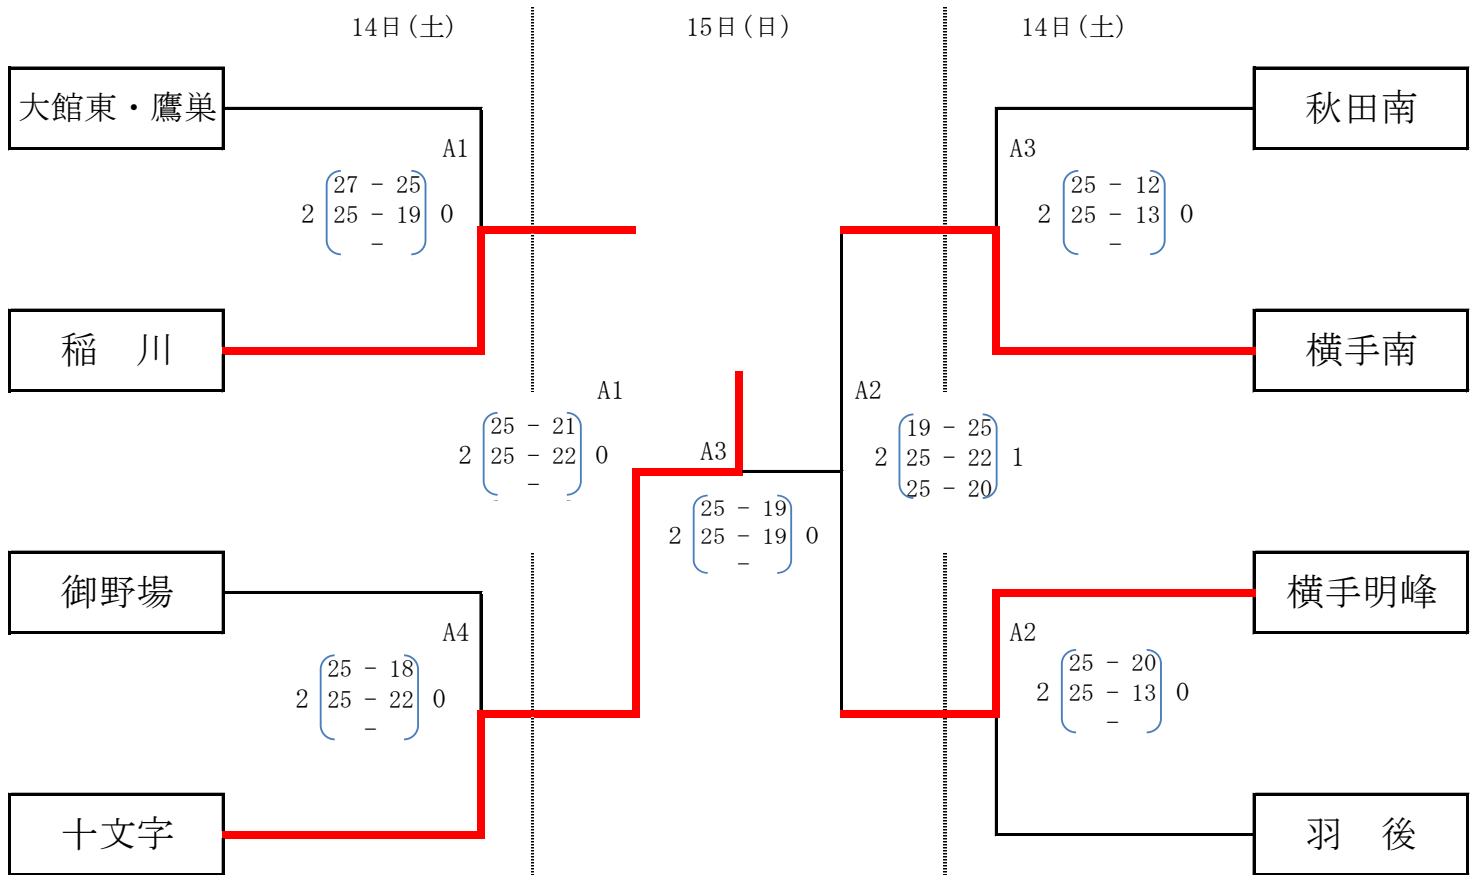 14日(土)
15日(日)
14日(土)
大館東・鷹巣
秋田南
A1
A3
27 - 25
2 25 - 19 0
-
25 - 12
2 25 - 13 0
-
稲 川
横手南
A1
A2
25 - 21
2 25 - 22 0
-
19 - 25
2 25 - 22 1
25 - 20
A3
25 - 19
2 25 - 19 0
-
御野場
横手明峰
A4
A2
25 - 18
2 25 - 22 0
-
25 - 20
2 25 - 13 0
-
十文字
羽 後